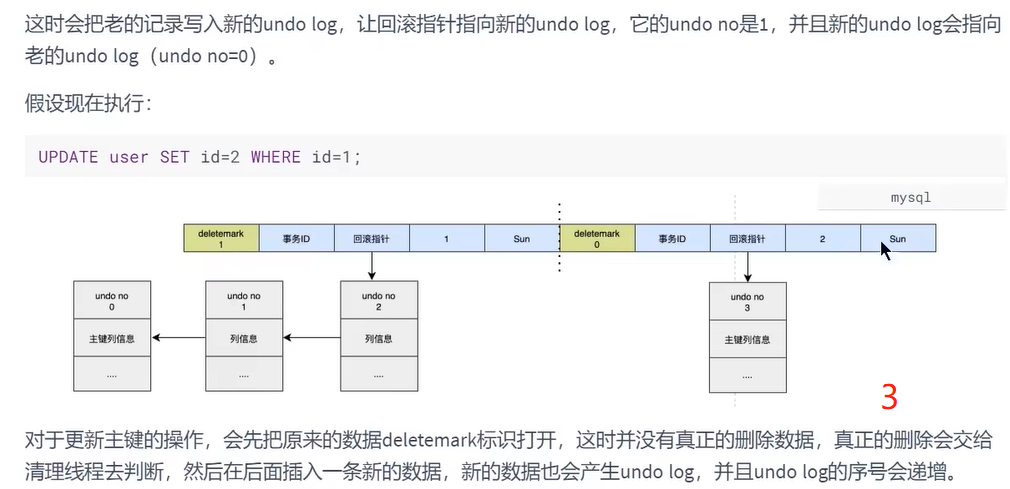 这时会把老的记录写入新的undo log，让回滚指针指向新的undo log，它的undo no是1，并且新的undo log会指向
老的undo log（undo no=0）。
假设现在执行：
UPDATE user SET id=2 WHERE id=1;
mysql
deletemark
1
事务ID
回滚指针
1
Sun
deletemark
0
事务ID
回滚指针
2
Sun
undo no
0
主键列信息
....
undo no
1
列信息
....
undo no
2
列信息
....
undo no
3
主键列信息
....
3
对于更新主键的操作，会先把原来的数据deletemark标识打开，这时并没有真正的删除数据，真正的删除会交给
清理线程去判断，然后在后面插入一条新的数据，新的数据也会产生undo log，并且undo log的序号会递增。